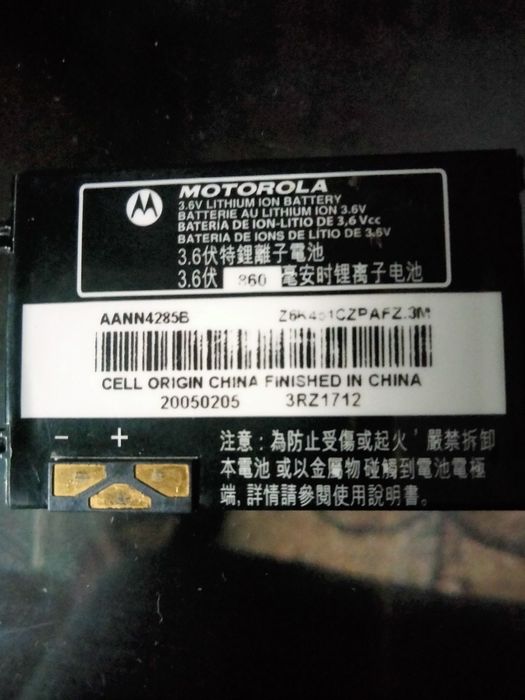 MOTOROLA
3.6V LITHIUM ION BATTERY
BATTERIE AU LITHIUM ION 3.6V
BATERIA DE ION-LITIO DE 3,6 Vcc
BATERIA DE IONS DE LÍTIO DE 3.6V
3.6伏特鋰離子電池
3.6伏 860 毫安时锂离子电池
AANN4285B
CELL ORIGIN CHINA FINISHED IN CHINA
20050205 3RZ1712
− +
注意：為防止受傷或起火，嚴禁拆卸
本電池 或以金屬物 碰觸到電池電極
端, 詳情請參閱使用說明書。